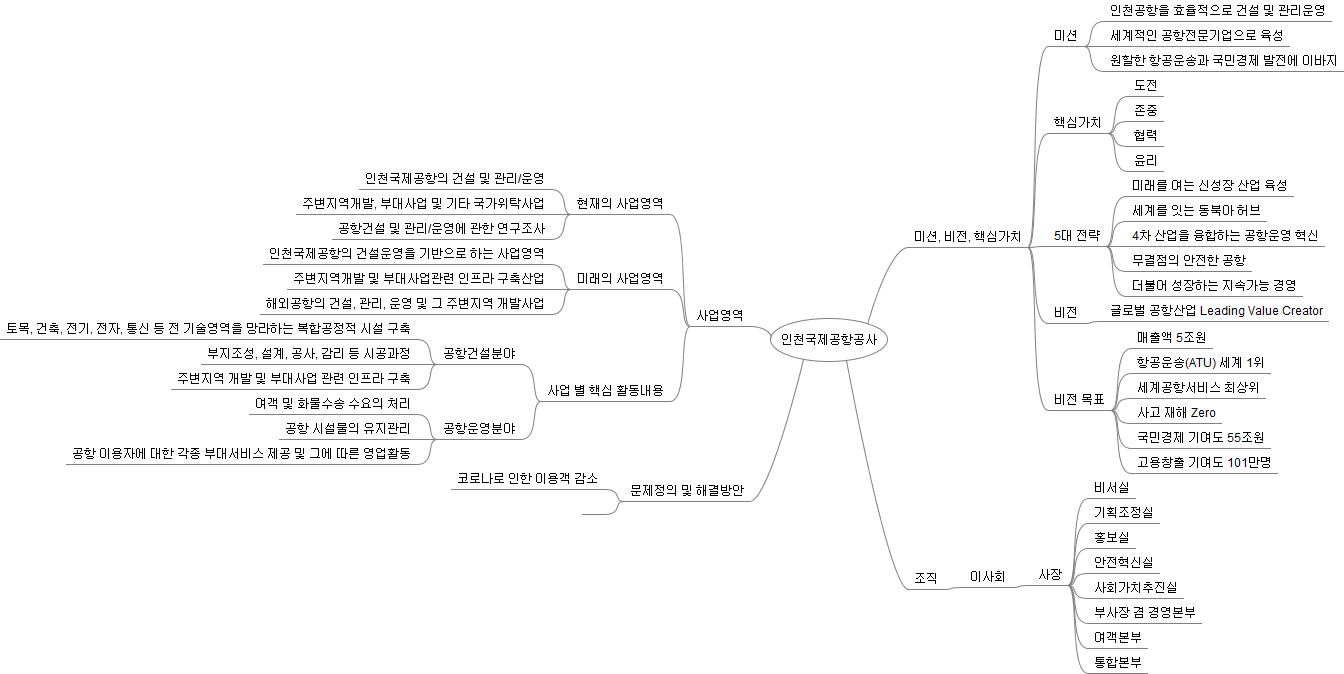 인천국제공항공사
미션, 비전, 핵심가치
미션
인천공항을 효율적으로 건설 및 관리운영
세계적인 공항전문기업으로 육성
원할한 항공운송과 국민경제 발전에 이바지
핵심가치
도전
존중
협력
윤리
5대 전략
미래를 여는 신성장 산업 육성
세계를 잇는 동북아 허브
4차 산업을 융합하는 공항운영 혁신
무결점의 안전한 공항
더불어 성장하는 지속가능 경영
비전
글로벌 공항산업 Leading Value Creator
비전 목표
매출액 5조원
항공운송(ATU) 세계 1위
세계공항서비스 최상위
사고 재해 Zero
국민경제 기여도 55조원
고용창출 기여도 101만명
조직
이사회
사장
비서실
기획조정실
홍보실
안전혁신실
사회가치추진실
부사장 겸 경영본부
여객본부
통합본부
사업영역
현재의 사업영역
인천국제공항의 건설 및 관리/운영
주변지역개발, 부대사업 및 기타 국가위탁사업
공항건설 및 관리/운영에 관한 연구조사
미래의 사업영역
인천국제공항의 건설운영을 기반으로 하는 사업영역
주변지역개발 및 부대사업관련 인프라 구축산업
해외공항의 건설, 관리, 운영 및 그 주변지역 개발사업
사업 별 핵심 활동내용
공항건설분야
토목, 건축, 전기, 전자, 통신 등 전 기술영역을 망라하는 복합공정적 시설 구축
부지조성, 설계, 공사, 감리 등 시공과정
주변지역 개발 및 부대사업 관련 인프라 구축
공항운영분야
여객 및 화물수송 수요의 처리
공항 시설물의 유지관리
공항 이용자에 대한 각종 부대서비스 제공 및 그에 따른 영업활동
문제정의 및 해결방안
코로나로 인한 이용객 감소